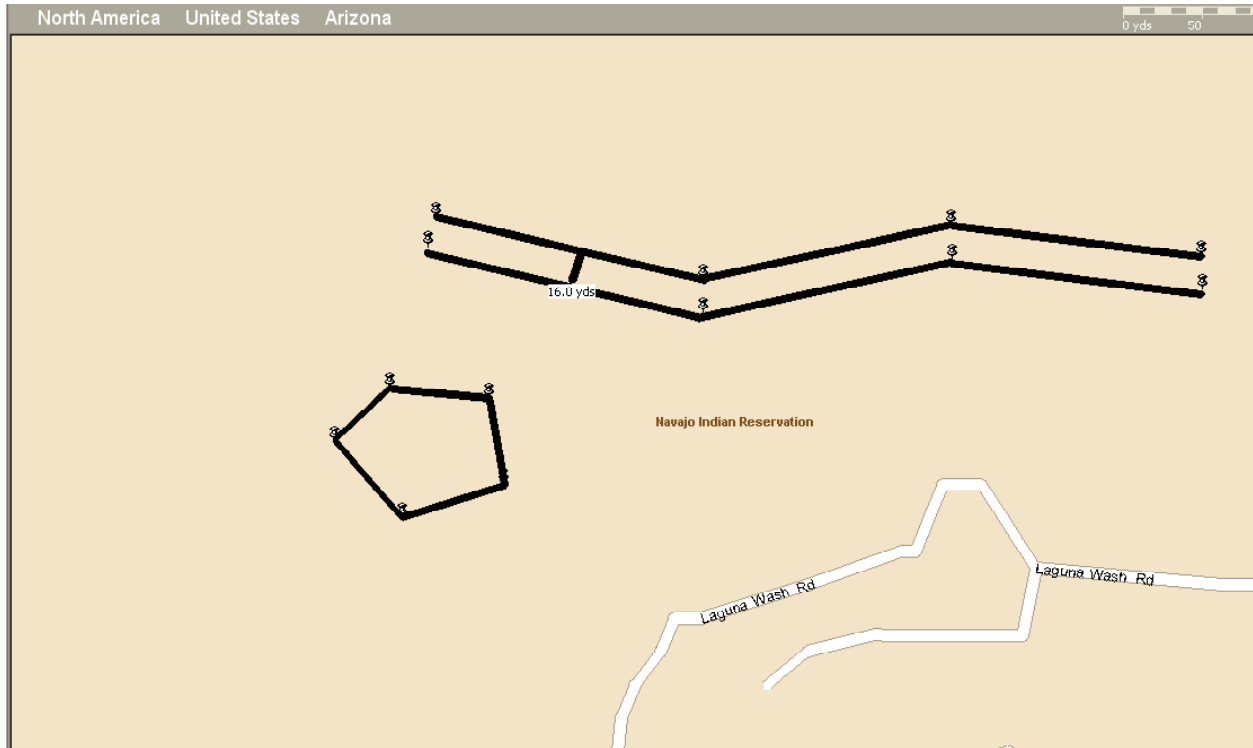 North America United States Arizona
0 yds 50
16.0 yds
Navajo Indian Reservation
Laguna Wash Rd
Laguna Wash Rd